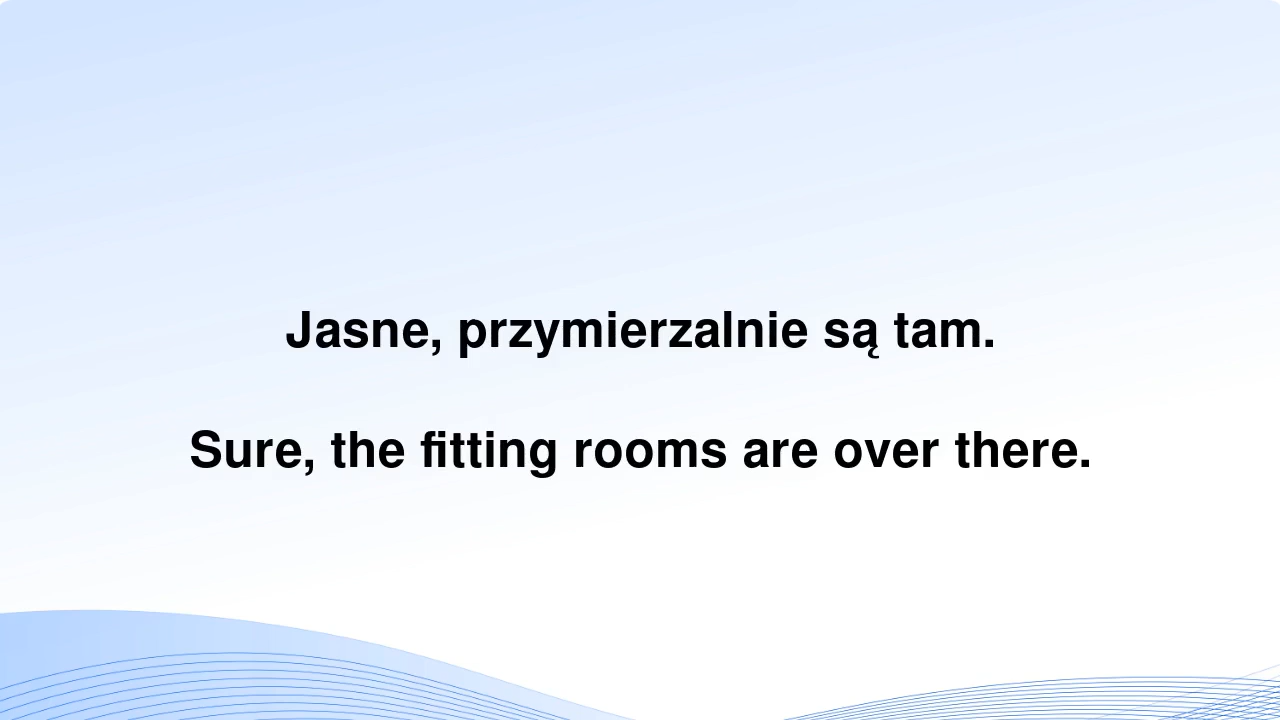 Jasne, przymierzalnie są tam.
Sure, the fitting rooms are over there.